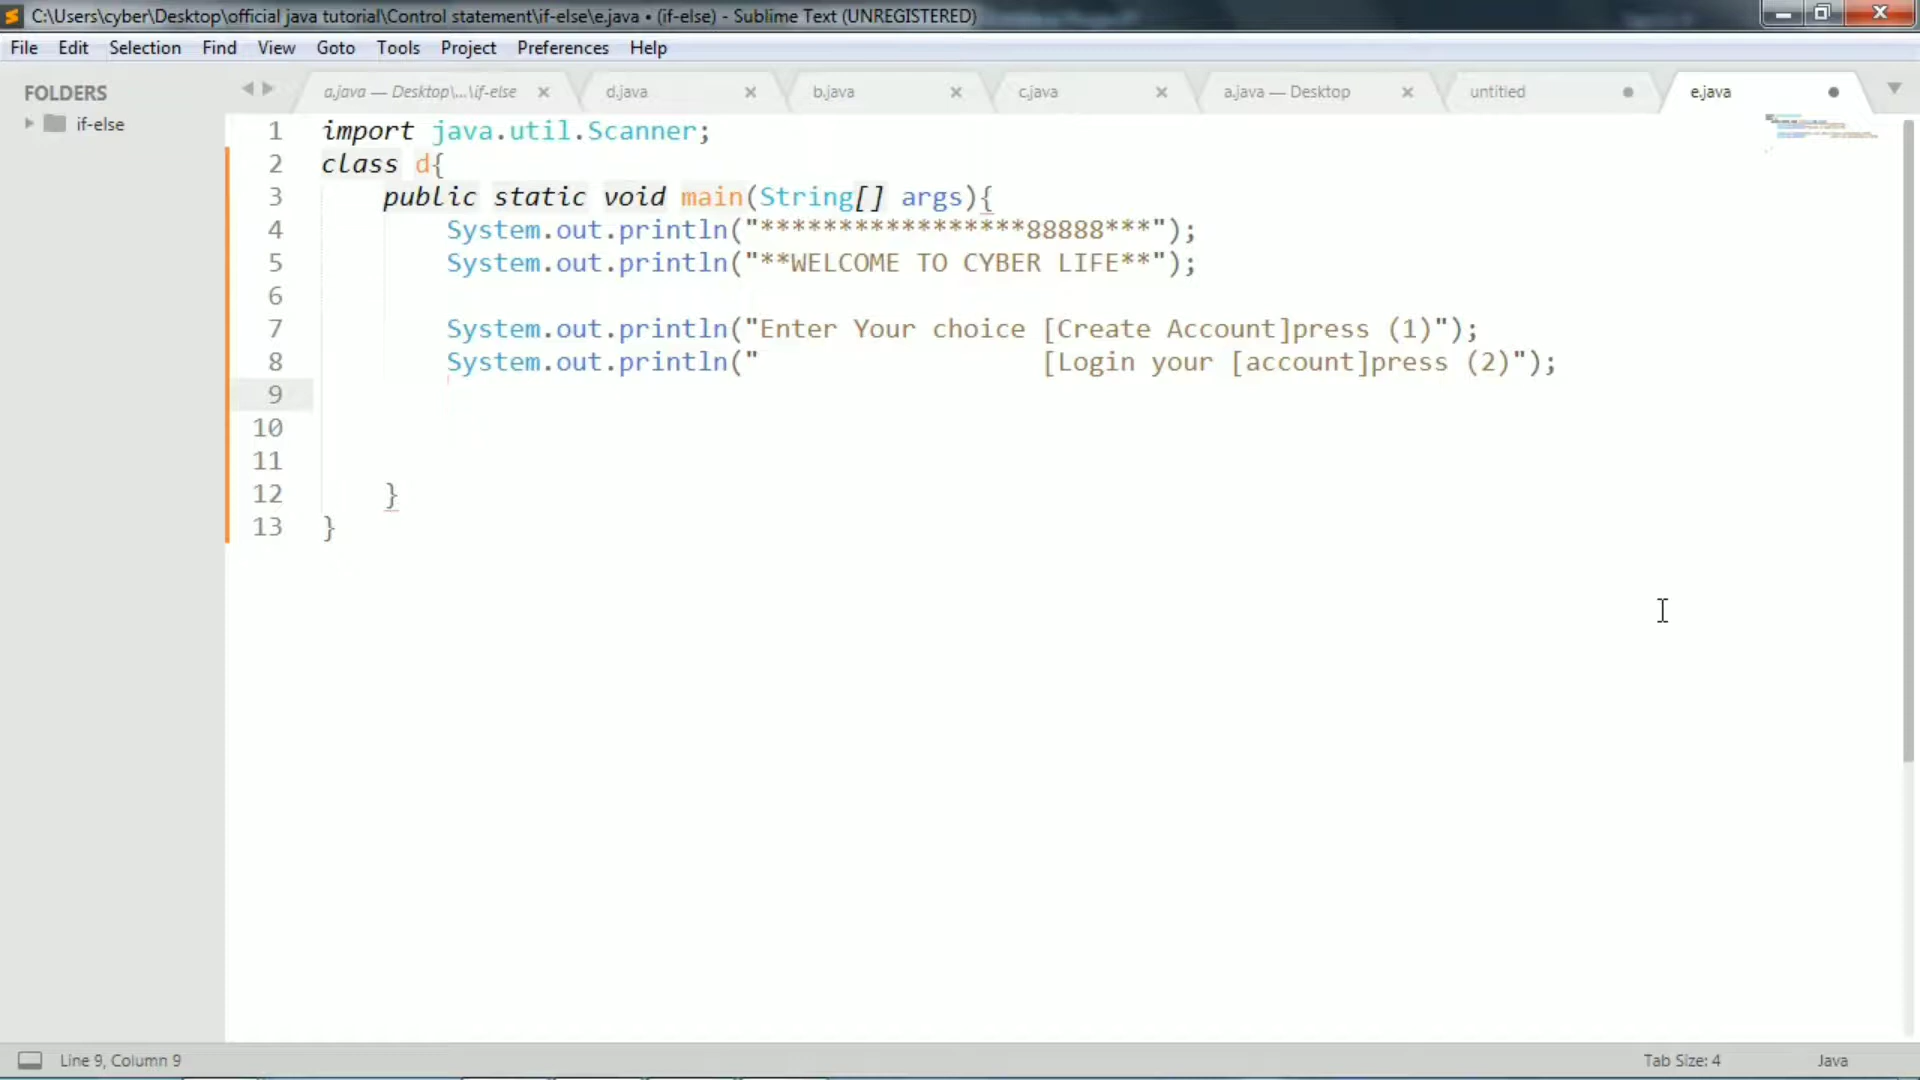 C:\Users\cyber\Desktop\official java tutorial\Control statement\if-else\e.java • (if-else) - Sublime Text (UNREGISTERED)
File Edit Selection Find View Goto Tools Project Preferences Help
FOLDERS
if-else
a.java — Desktop\...\if-else d.java b.java c.java a.java — Desktop untitled e.java
1 import java.util.Scanner;
2 class d{
3 public static void main(String[] args){
4 System.out.println("*****************88888***");
5 System.out.println("**WELCOME TO CYBER LIFE**");
6
7 System.out.println("Enter Your choice [Create Account]press (1)");
8 System.out.println("                  [Login your [account]press (2)");
9
10
11
12 }
13 }
Line 9, Column 9
Tab Size: 4
Java